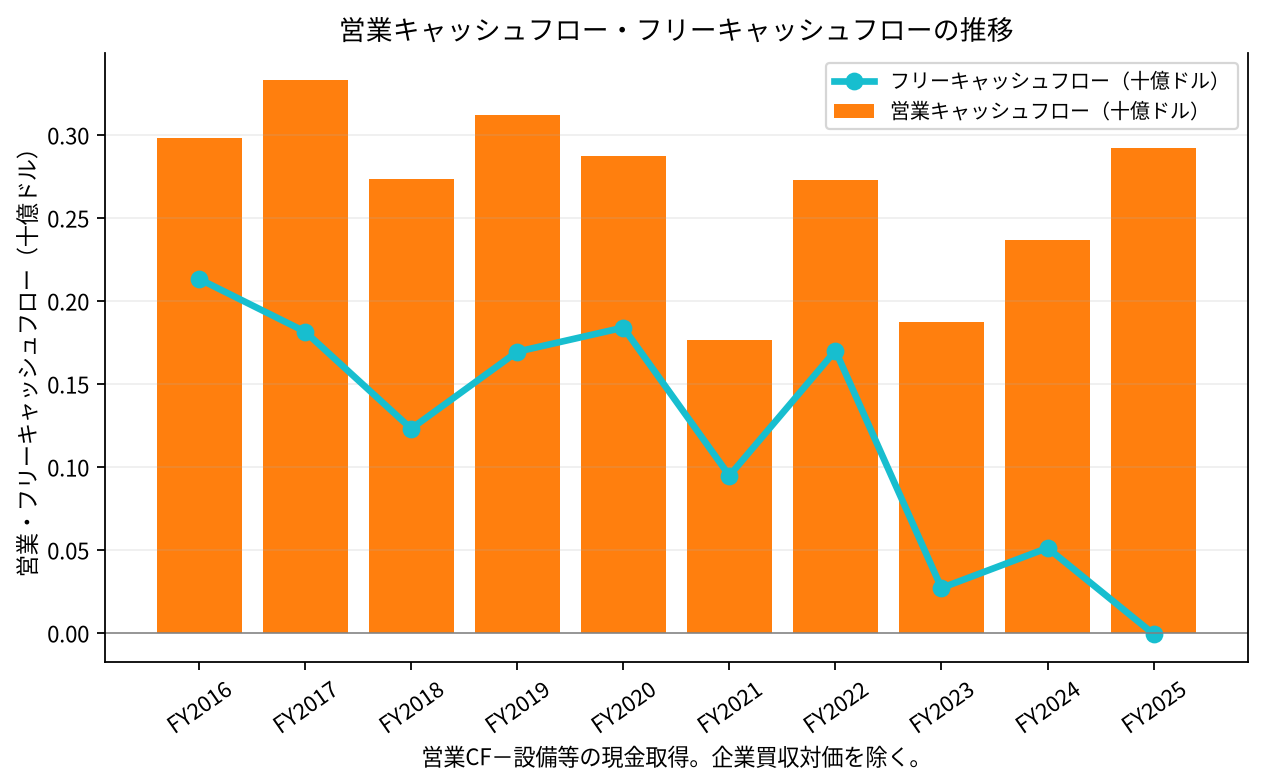 営業キャッシュフロー・フリーキャッシュフローの推移
フリーキャッシュフロー（十億ドル）
営業キャッシュフロー（十億ドル）
営業・フリーキャッシュフロー（十億ドル）
0.30
0.25
0.20
0.15
0.10
0.05
0.00
FY2016
FY2017
FY2018
FY2019
FY2020
FY2021
FY2022
FY2023
FY2024
FY2025
営業CF－設備等の現金取得。企業買収対価を除く。